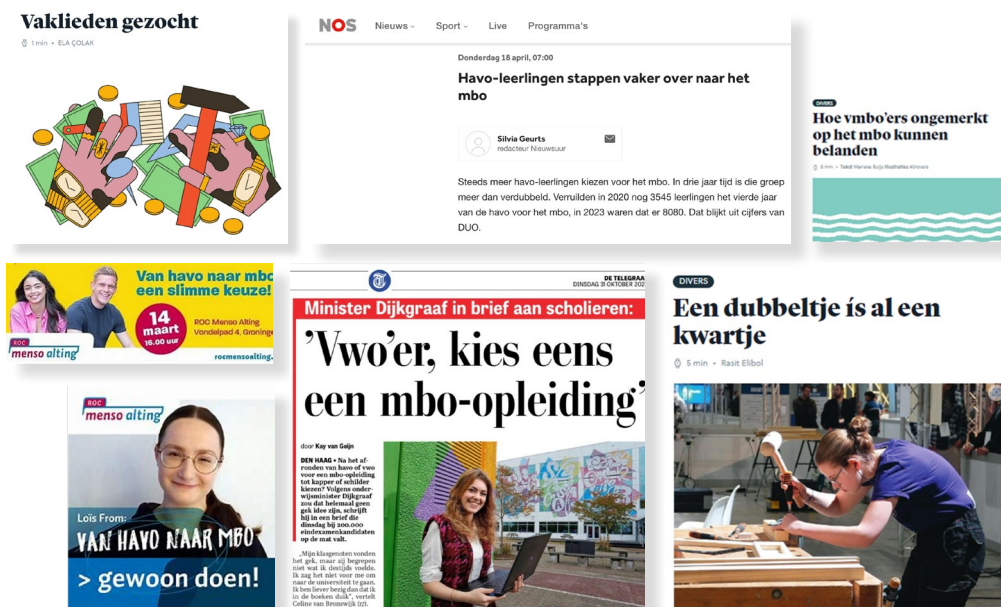 Vaklieden gezocht
1 min • ELA ÇOLAK
NOS
Nieuws
Sport
Live
Programma's
Donderdag 18 april, 07:00
Havo-leerlingen stappen vaker over naar het
mbo
Silvia Geurts
redacteur Nieuwsuur
Steeds meer havo-leerlingen kiezen voor het mbo. In drie jaar tijd is die groep
meer dan verdubbeld. Verruilden in 2020 nog 3545 leerlingen het vierde jaar
van de havo voor het mbo, in 2023 waren dat er 8080. Dat blijkt uit cijfers van
DUO.
DIVERS
Hoe vmbo'ers ongemerkt
op het mbo kunnen
belanden
Van havo naar mbo
een slimme keuze!
14
maart
16.00 uur
ROC Menso Alting
Vondelpad 4, Groninge
ROC
menso alting
rocmensoalting.
ROC
menso alting
Loïs From:
VAN HAVO NAAR MBO
> gewoon doen!
T
DE TELEGRAA
DINSDAG 31 OKTOBER 202
Minister Dijkgraaf in brief aan scholieren:
'Vwo'er, kies eens
een mbo-opleiding'
door Kay van Geijn
DEN HAAG • Na het af-
ronden van havo of vwo
voor een mbo-opleiding
tot kapper of schilder
kiezen? Volgens onder-
wijsminister Dijkgraaf
zou dat helemaal geen
gek idee zijn, schrijft
hij in een brief die
dinsdag bij 200.000
eindexamenkandidaten
op de mat valt.
„Mijn klasgenoten vonden
het gek, maar zij begrepen
niet wat ik destijds voelde.
Ik zag het niet voor me om
naar de universiteit te gaan.
Ik ben liever bezig dan dat ik
in de boeken duik", vertelt
Celine van Bronswijk (17).
DIVERS
Een dubbeltje ís al een
kwartje
5 min • Rasit Elibol